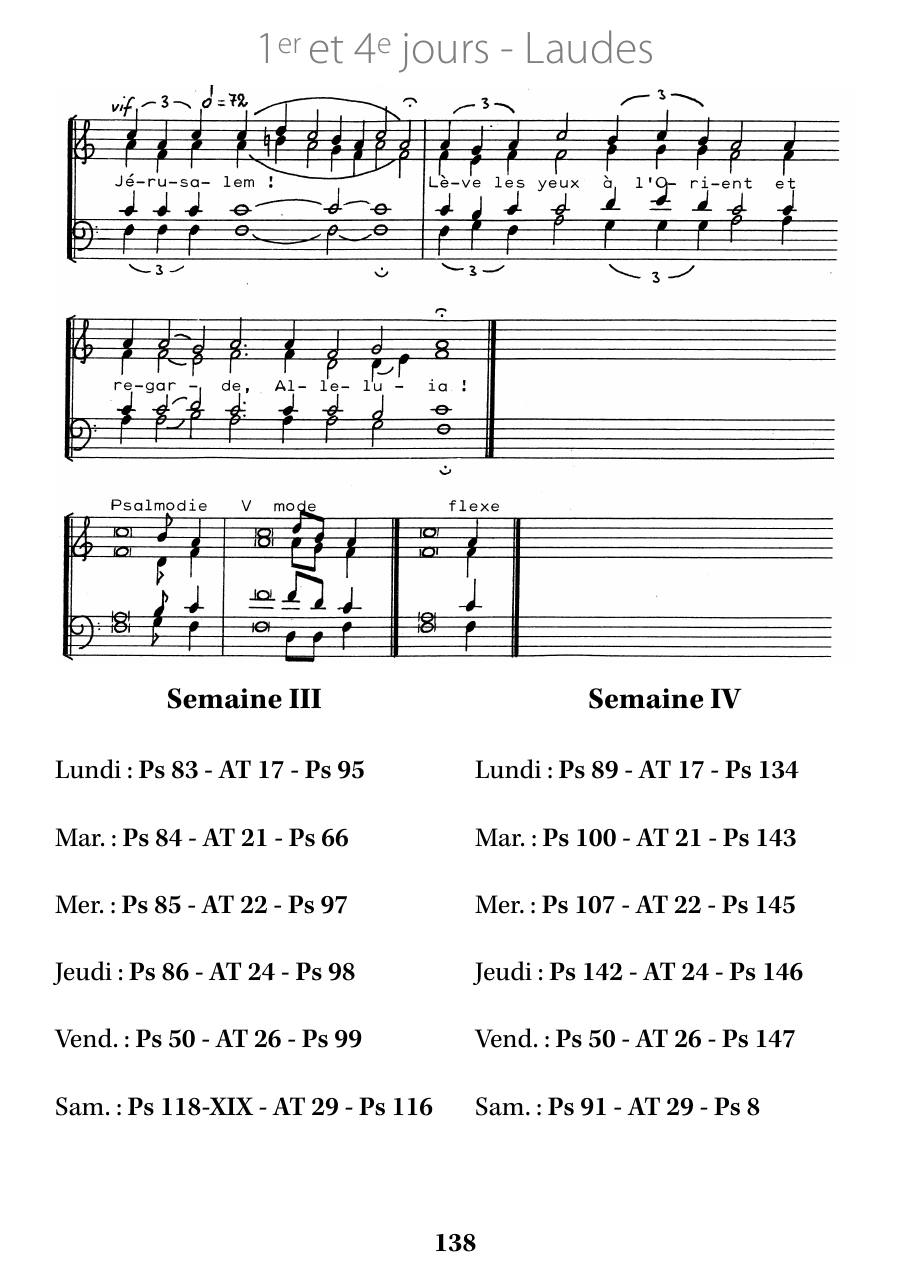 1er et 4e jours - Laudes
vif 3 = 72 3 3
Jé-ru-sa- lem ! Lè-ve les yeux à l'O- ri-ent et
3 3 3
re-gar - de, Al- le- lu - ia !
Psalmodie V mode flexe
Semaine III
Lundi : Ps 83 - AT 17 - Ps 95
Mar. : Ps 84 - AT 21 - Ps 66
Mer. : Ps 85 - AT 22 - Ps 97
Jeudi : Ps 86 - AT 24 - Ps 98
Vend. : Ps 50 - AT 26 - Ps 99
Sam. : Ps 118-XIX - AT 29 - Ps 116
Semaine IV
Lundi : Ps 89 - AT 17 - Ps 134
Mar. : Ps 100 - AT 21 - Ps 143
Mer. : Ps 107 - AT 22 - Ps 145
Jeudi : Ps 142 - AT 24 - Ps 146
Vend. : Ps 50 - AT 26 - Ps 147
Sam. : Ps 91 - AT 29 - Ps 8
138